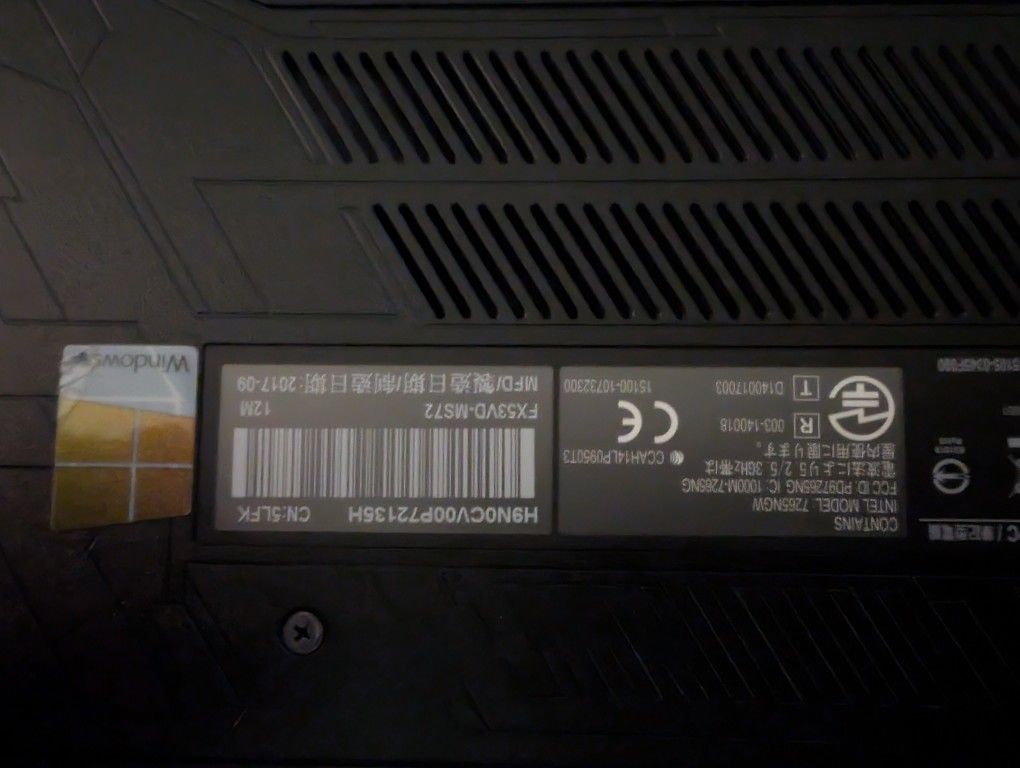 H9N0CV00P72135H CN:5LFK
FX53VD-MS72 12M
MFD/製造日期/制造日期: 2017-09
CONTAINS
INTEL MODEL: 7265NGW
FCC ID: PD97265NG IC: 1000M-7265NG
電波法により5.2/5.3GHz帯は
屋内使用に限ります。
CCAH14LP0950T3
R 003-140018
T D140017003
15100-10732300
CE
Windows